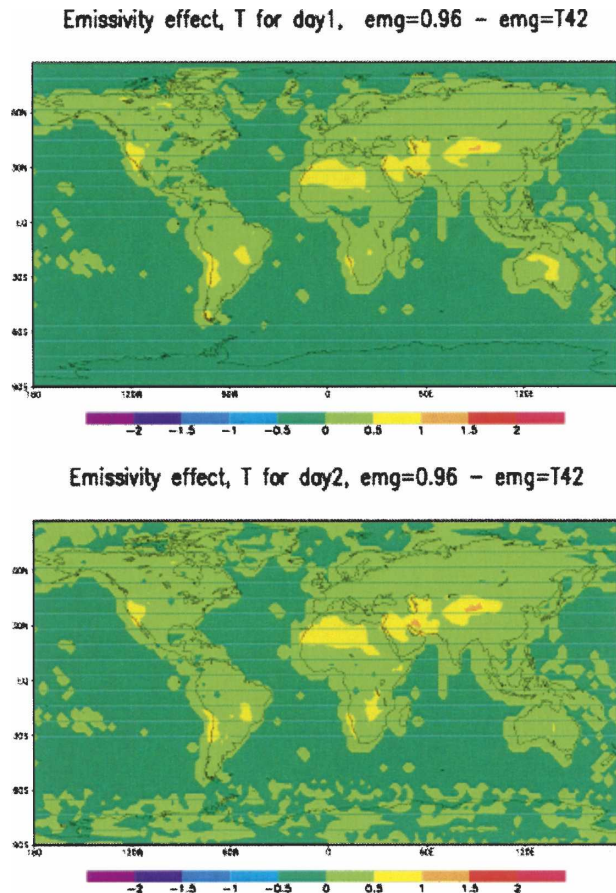 Emissivity effect, T for day1, emg=0.96 – emg=T42
60N
30N
EQ
30S
60S
90S
180 120W 60W 0 60E 120E
-2 -1.5 -1 -0.5 0 0.5 1 1.5 2
Emissivity effect, T for day2, emg=0.96 – emg=T42
60N
30N
EQ
30S
60S
90S
180 120W 60W 0 60E 120E
-2 -1.5 -1 -0.5 0 0.5 1 1.5 2